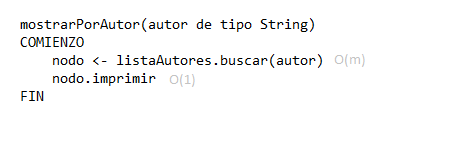 mostrarPorAutor(autor de tipo String)
COMIENZO
nodo <- listaAutores.buscar(autor) O(m)
nodo.imprimir O(1)
FIN